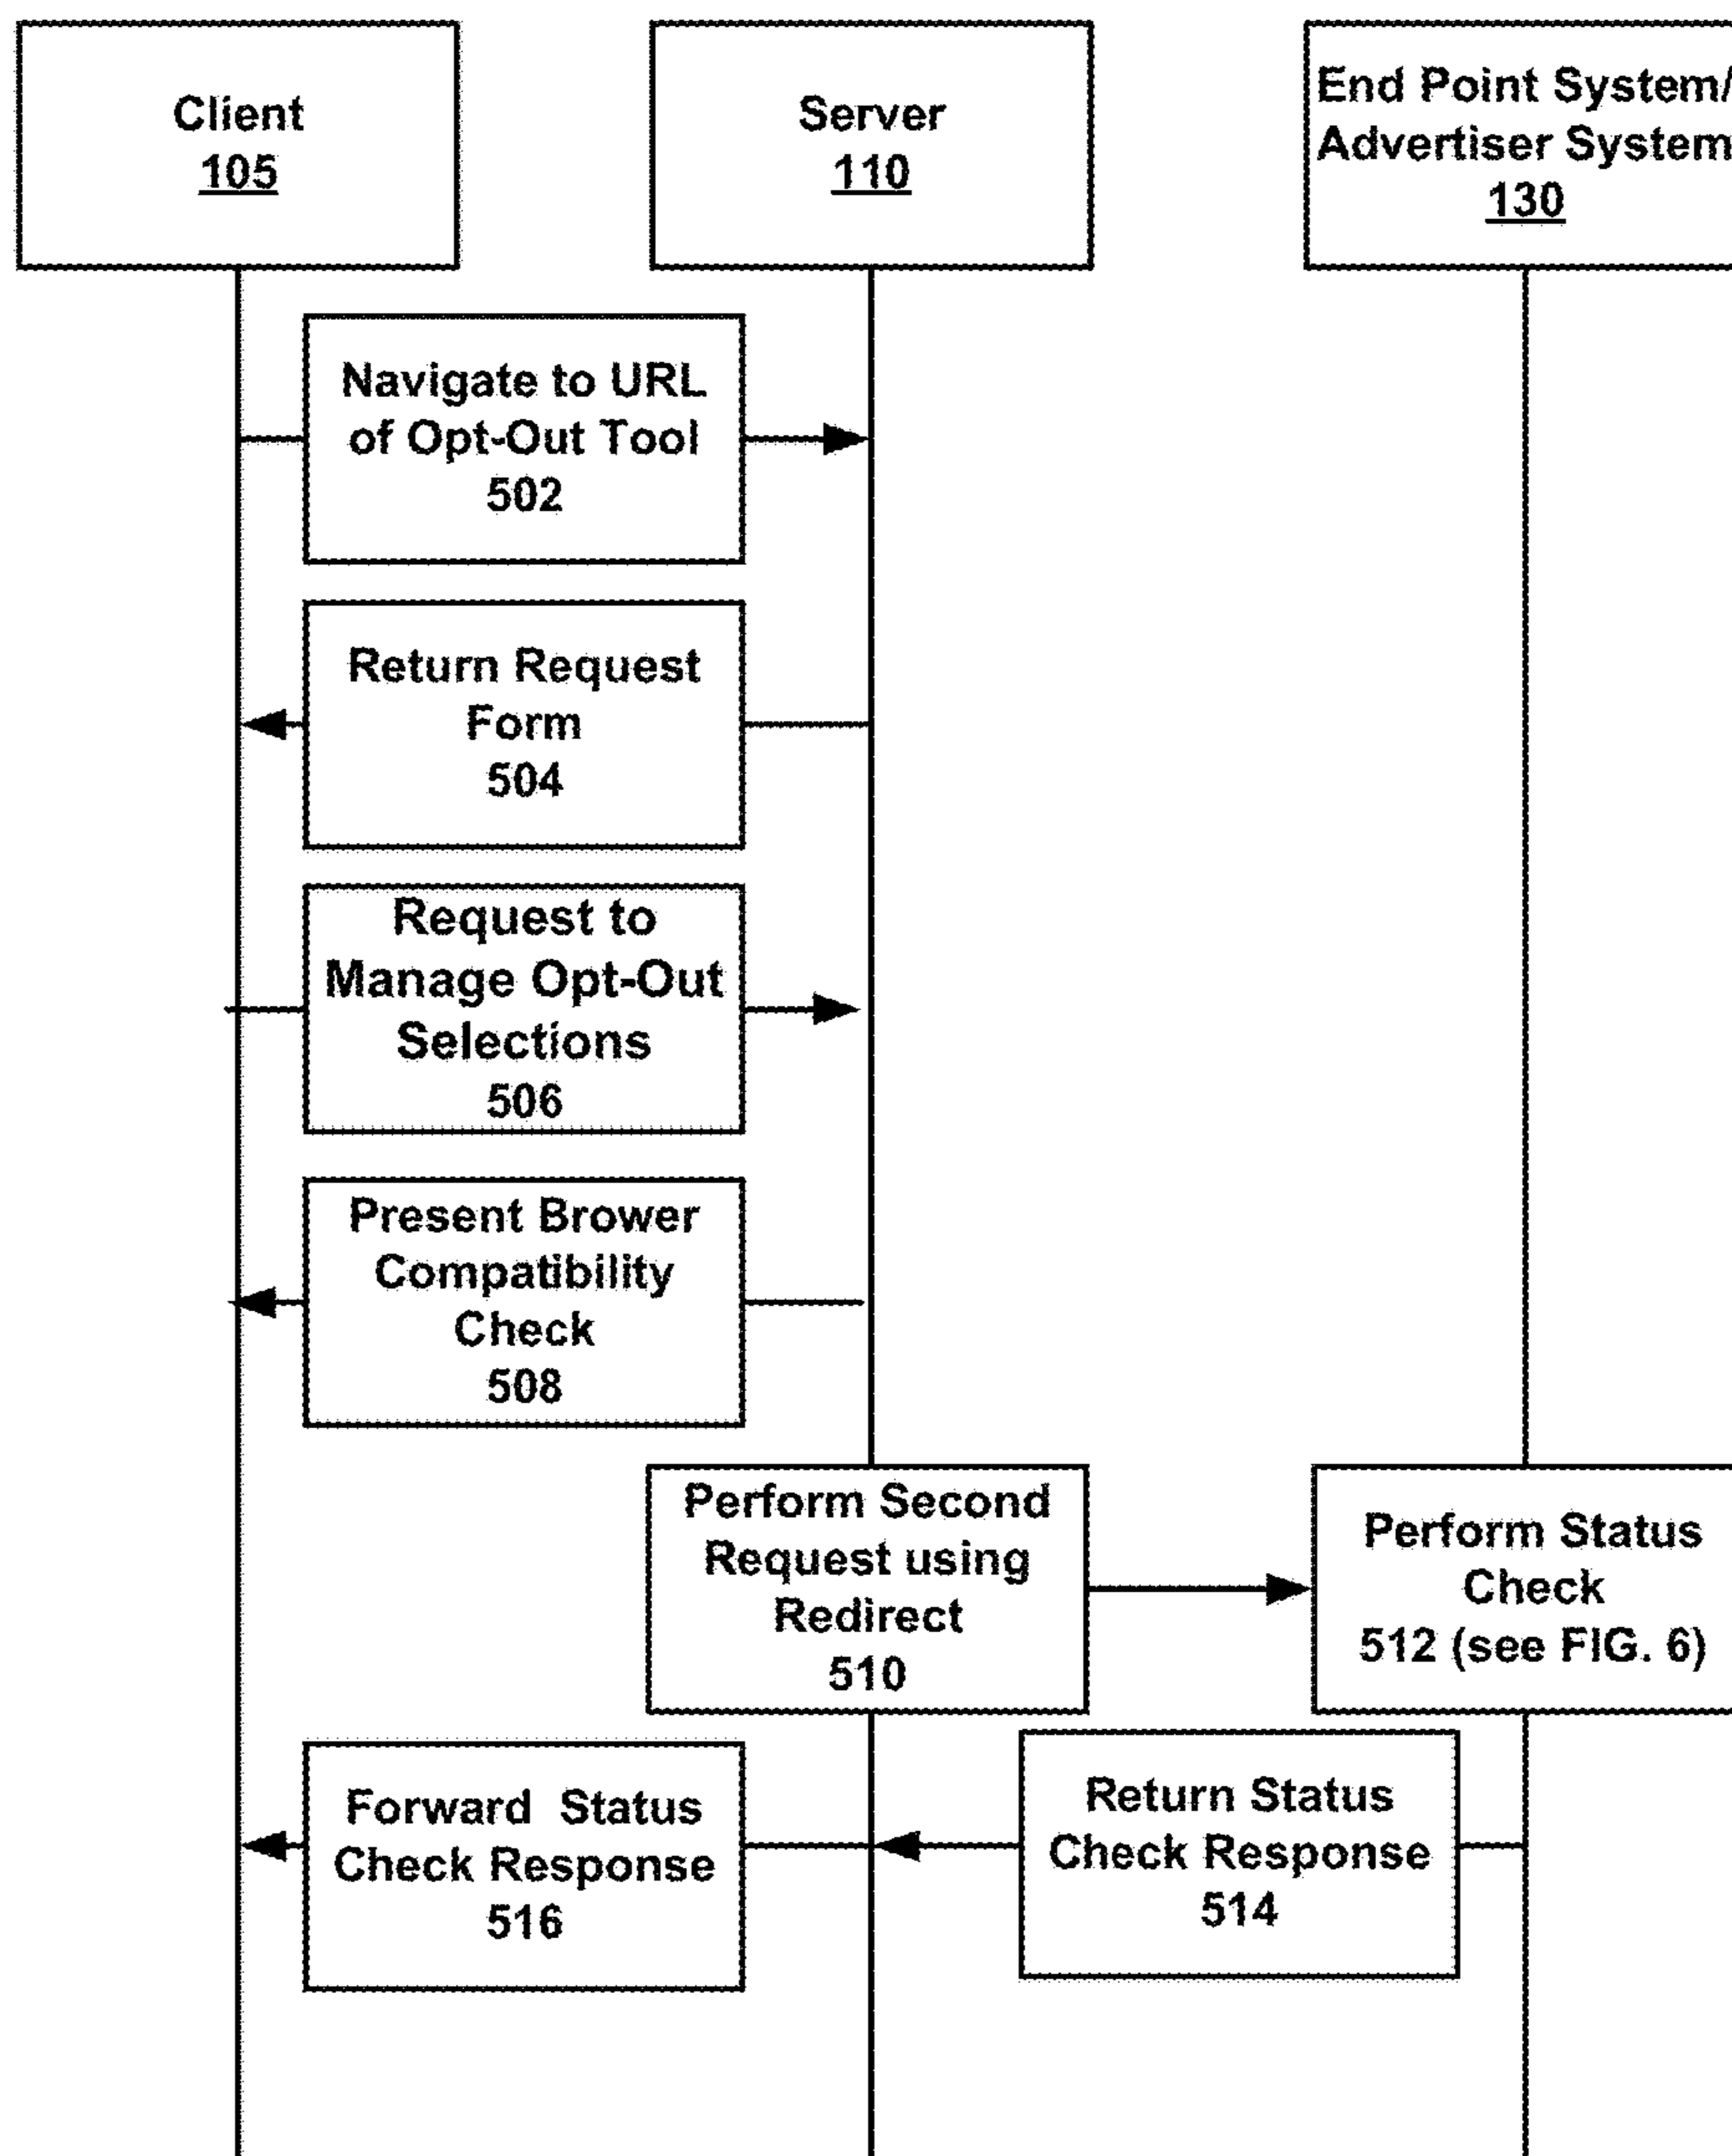 Client
105
Server
110
End Point System/
Advertiser System
130
Navigate to URL
of Opt-Out Tool
502
Return Request
Form
504
Request to
Manage Opt-Out
Selections
506
Present Brower
Compatibility
Check
508
Perform Second
Request using
Redirect
510
Perform Status
Check
512 (see FIG. 6)
Forward Status
Check Response
516
Return Status
Check Response
514